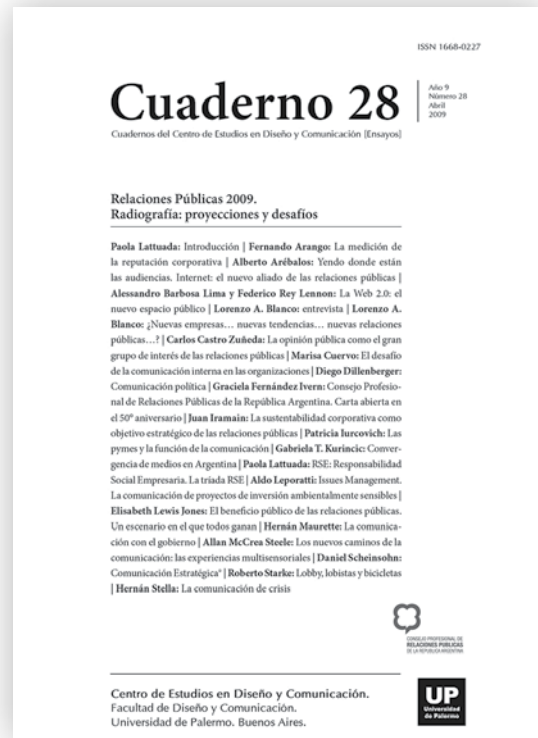 ISSN 1668-0227
Cuaderno 28
Año 9
Número 28
Abril
2009
Cuadernos del Centro de Estudios en Diseño y Comunicación [Ensayos]
Relaciones Públicas 2009.
Radiografía: proyecciones y desafíos
Paola Lattuada: Introducción | Fernando Arango: La medición de
la reputación corporativa | Alberto Arébalos: Yendo donde están
las audiencias. Internet: el nuevo aliado de las relaciones públicas |
Alessandro Barbosa Lima y Federico Rey Lennon: La Web 2.0: el
nuevo espacio público | Lorenzo A. Blanco: entrevista | Lorenzo A.
Blanco: ¿Nuevas empresas… nuevas tendencias… nuevas relaciones
públicas…? | Carlos Castro Zuñeda: La opinión pública como el gran
grupo de interés de las relaciones públicas | Marisa Cuervo: El desafío
de la comunicación interna en las organizaciones | Diego Dillenberger:
Comunicación política | Graciela Fernández Ivern: Consejo Profesio-
nal de Relaciones Públicas de la República Argentina. Carta abierta en
el 50º aniversario | Juan Iramain: La sustentabilidad corporativa como
objetivo estratégico de las relaciones públicas | Patricia Iurcovich: Las
pymes y la función de la comunicación | Gabriela T. Kurincic: Conver-
gencia de medios en Argentina | Paola Lattuada: RSE: Responsabilidad
Social Empresaria. La tríada RSE | Aldo Leporatti: Issues Management.
La comunicación de proyectos de inversión ambientalmente sensibles |
Elisabeth Lewis Jones: El beneficio público de las relaciones públicas.
Un escenario en el que todos ganan | Hernán Maurette: La comunica-
ción con el gobierno | Allan McCrea Steele: Los nuevos caminos de la
comunicación: las experiencias multisensoriales | Daniel Scheinsohn:
Comunicación Estratégica® | Roberto Starke: Lobby, lobistas y bicicletas
| Hernán Stella: La comunicación de crisis
CONSEJO PROFESIONAL DE
RELACIONES PÚBLICAS
DE LA REPÚBLICA ARGENTINA
Centro de Estudios en Diseño y Comunicación.
Facultad de Diseño y Comunicación.
Universidad de Palermo. Buenos Aires.
UP
Universidad
de Palermo